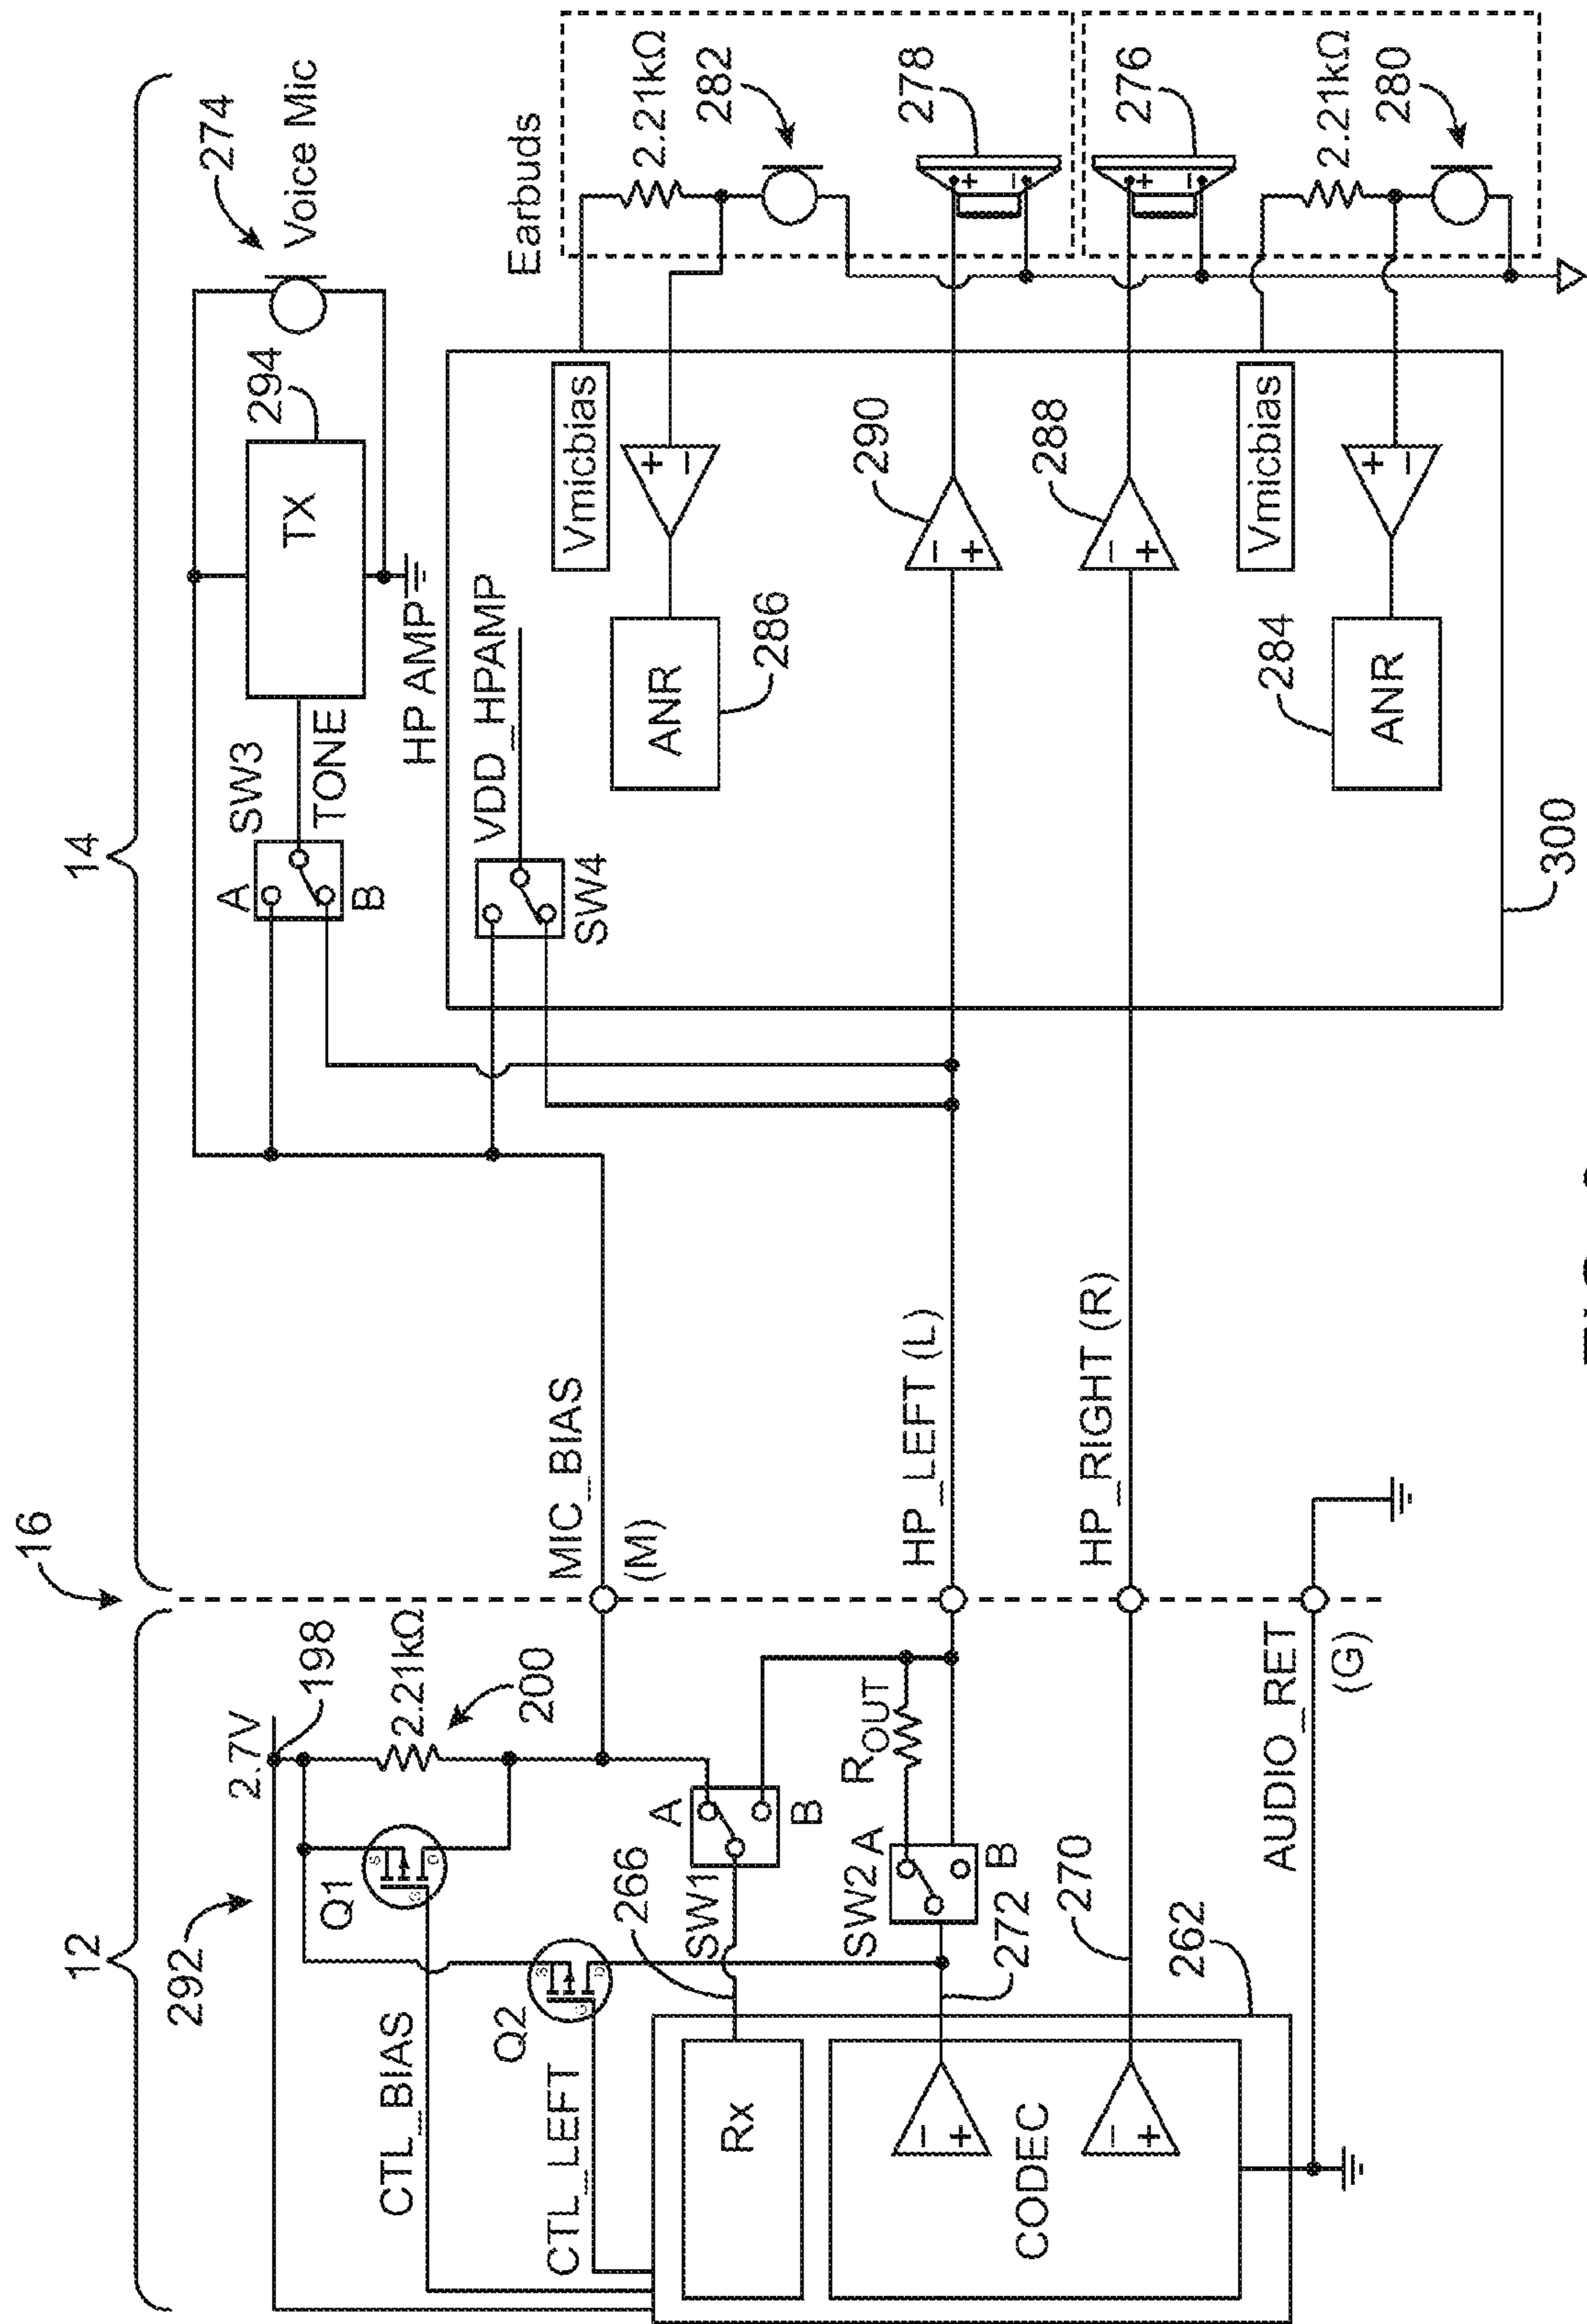 12
292
2.7V
198
2.21kΩ
200
Q1
S
G
D
CTL_BIAS
Q2
S
G
D
CTL_LEFT
266
SW1
A
B
Rx
ROUT
SW2
A
B
272
270
CODEC
−
+
−
+
262
AUDIO_RET
(G)
16
14
MIC_BIAS
(M)
HP_LEFT (L)
HP_RIGHT (R)
274
Voice Mic
294
TX
SW3
TONE
A
B
HP AMP
VDD_HPAMP
SW4
Vmicbias
+
−
ANR
286
290
−
+
288
−
+
Vmicbias
+
−
284
ANR
300
Earbuds
2.21kΩ
282
278
+
−
276
+
−
2.21kΩ
280